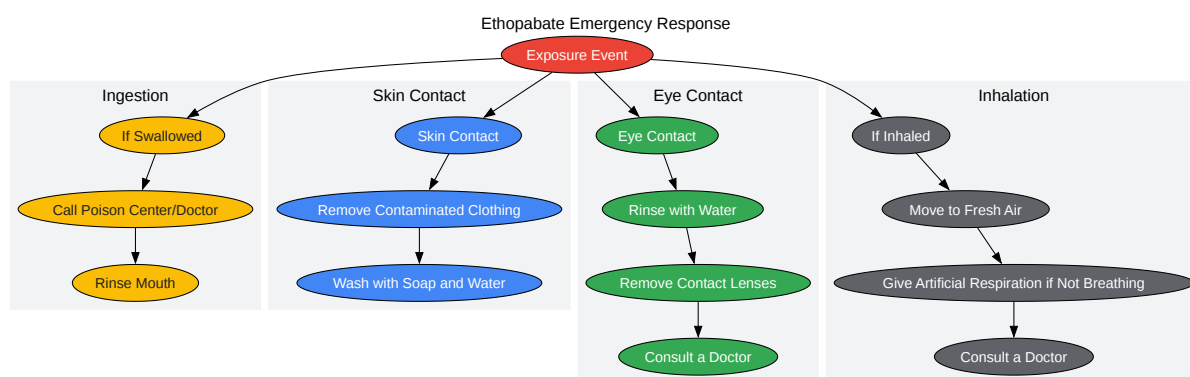 Ethopabate Emergency Response
Exposure Event
Ingestion
If Swallowed
Call Poison Center/Doctor
Rinse Mouth
Skin Contact
Skin Contact
Remove Contaminated Clothing
Wash with Soap and Water
Eye Contact
Eye Contact
Rinse with Water
Remove Contact Lenses
Consult a Doctor
Inhalation
If Inhaled
Move to Fresh Air
Give Artificial Respiration if Not Breathing
Consult a Doctor